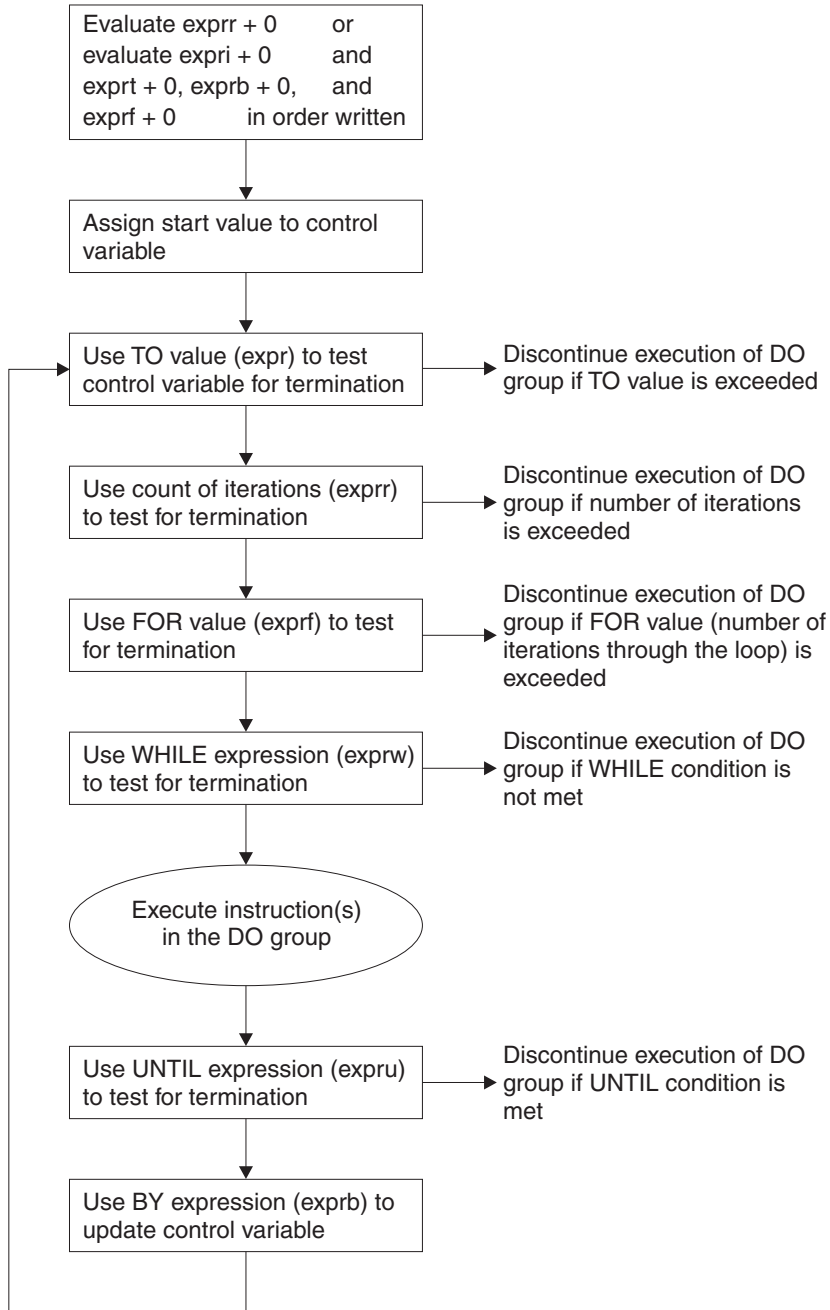 Evaluate exprr + 0 or
evaluate expri + 0 and
exprt + 0, exprb + 0, and
exprf + 0 in order written
Assign start value to control
variable
Use TO value (expr) to test
control variable for termination
Discontinue execution of DO
group if TO value is exceeded
Use count of iterations (exprr)
to test for termination
Discontinue execution of DO
group if number of iterations
is exceeded
Use FOR value (exprf) to test
for termination
Discontinue execution of DO
group if FOR value (number of
iterations through the loop) is
exceeded
Use WHILE expression (exprw)
to test for termination
Discontinue execution of DO
group if WHILE condition is
not met
Execute instruction(s)
in the DO group
Use UNTIL expression (expru)
to test for termination
Discontinue execution of DO
group if UNTIL condition is
met
Use BY expression (exprb) to
update control variable